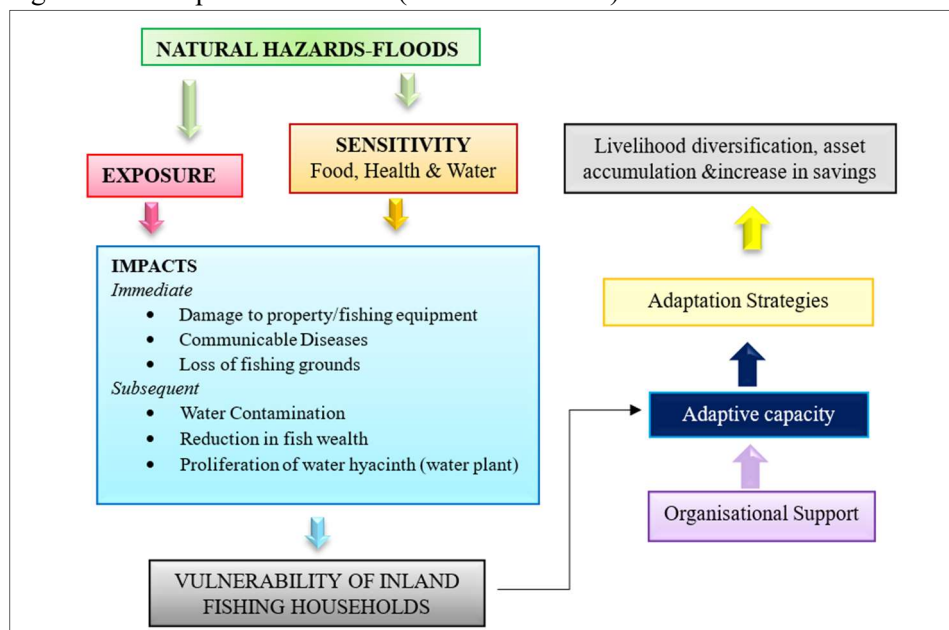 NATURAL HAZARDS-FLOODS
EXPOSURE
SENSITIVITY
Food, Health & Water
IMPACTS
Immediate
• Damage to property/fishing equipment
• Communicable Diseases
• Loss of fishing grounds
Subsequent
• Water Contamination
• Reduction in fish wealth
• Proliferation of water hyacinth (water plant)
VULNERABILITY OF INLAND
FISHING HOUSEHOLDS
Livelihood diversification, asset
accumulation &increase in savings
Adaptation Strategies
Adaptive capacity
Organisational Support